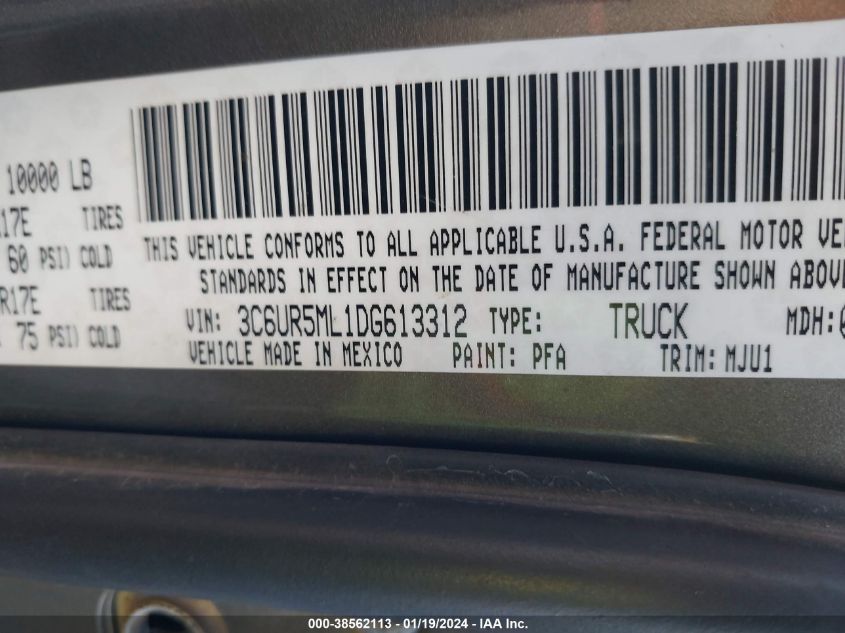 10000 LB
17E TIRES
60 PSI) COLD
R17E TIRES
75 PSI) COLD
THIS VEHICLE CONFORMS TO ALL APPLICABLE U.S.A. FEDERAL MOTOR VE
STANDARDS IN EFFECT ON THE DATE OF MANUFACTURE SHOWN ABOV
VIN: 3C6UR5ML1DG613312 TYPE: TRUCK MDH:
VEHICLE MADE IN MEXICO PAINT: PFA TRIM: MJU1
000-38562113 - 01/19/2024 - IAA Inc.